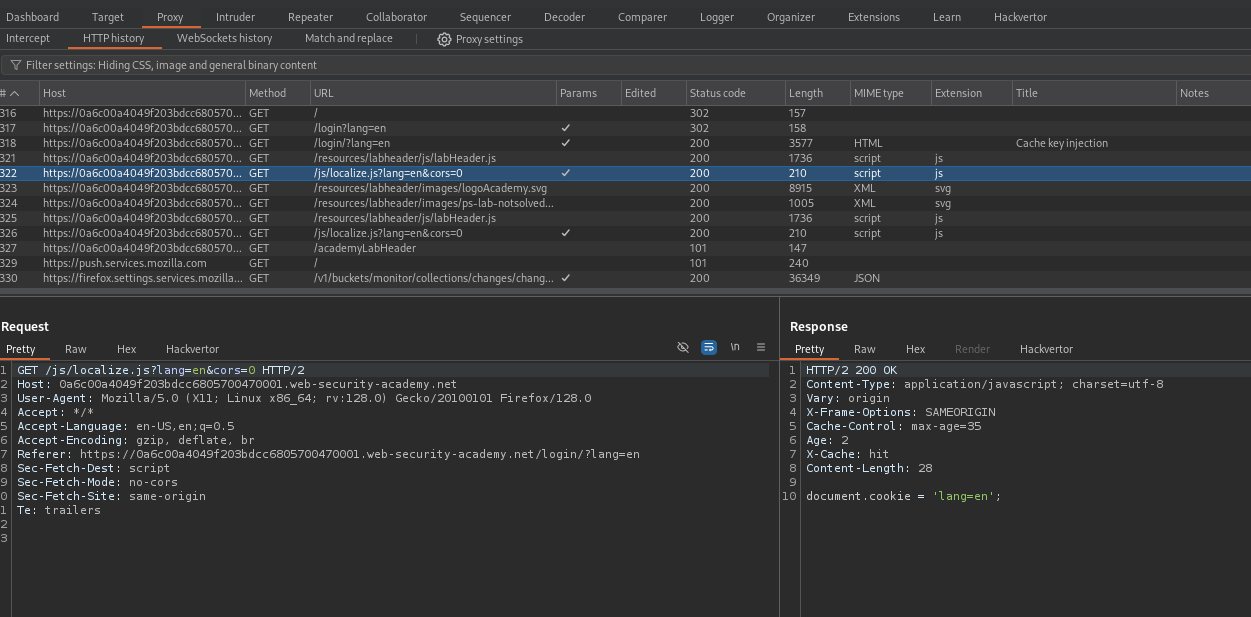 Dashboard Target Proxy Intruder Repeater Collaborator Sequencer Decoder Comparer Logger Organizer Extensions Learn Hackvertor
Intercept HTTP history WebSockets history Match and replace Proxy settings
Filter settings: Hiding CSS, image and general binary content
# Host Method URL Params Edited Status code Length MIME type Extension Title Notes
316 https://0a6c00a4049f203bdcc680570... GET / 302 157
317 https://0a6c00a4049f203bdcc680570... GET /login?lang=en ✓ 302 158
318 https://0a6c00a4049f203bdcc680570... GET /login/?lang=en ✓ 200 3577 HTML Cache key injection
321 https://0a6c00a4049f203bdcc680570... GET /resources/labheader/js/labHeader.js 200 1736 script js
322 https://0a6c00a4049f203bdcc680570... GET /js/localize.js?lang=en&cors=0 ✓ 200 210 script js
323 https://0a6c00a4049f203bdcc680570... GET /resources/labheader/images/logoAcademy.svg 200 8915 XML svg
324 https://0a6c00a4049f203bdcc680570... GET /resources/labheader/images/ps-lab-notsolved... 200 1005 XML svg
325 https://0a6c00a4049f203bdcc680570... GET /resources/labheader/js/labHeader.js 200 1736 script js
326 https://0a6c00a4049f203bdcc680570... GET /js/localize.js?lang=en&cors=0 ✓ 200 210 script js
327 https://0a6c00a4049f203bdcc680570... GET /academyLabHeader 101 147
329 https://push.services.mozilla.com GET / 101 240
330 https://firefox.settings.services.mozilla... GET /v1/buckets/monitor/collections/changes/chang... ✓ 200 36349 JSON
Request
Pretty Raw Hex Hackvertor \n
1 GET /js/localize.js?lang=en&cors=0 HTTP/2
2 Host: 0a6c00a4049f203bdcc6805700470001.web-security-academy.net
3 User-Agent: Mozilla/5.0 (X11; Linux x86_64; rv:128.0) Gecko/20100101 Firefox/128.0
4 Accept: */*
5 Accept-Language: en-US,en;q=0.5
6 Accept-Encoding: gzip, deflate, br
7 Referer: https://0a6c00a4049f203bdcc6805700470001.web-security-academy.net/login/?lang=en
8 Sec-Fetch-Dest: script
9 Sec-Fetch-Mode: no-cors
0 Sec-Fetch-Site: same-origin
1 Te: trailers
2
3
Response
Pretty Raw Hex Render Hackvertor
1 HTTP/2 200 OK
2 Content-Type: application/javascript; charset=utf-8
3 Vary: origin
4 X-Frame-Options: SAMEORIGIN
5 Cache-Control: max-age=35
6 Age: 2
7 X-Cache: hit
8 Content-Length: 28
9
10 document.cookie = 'lang=en';